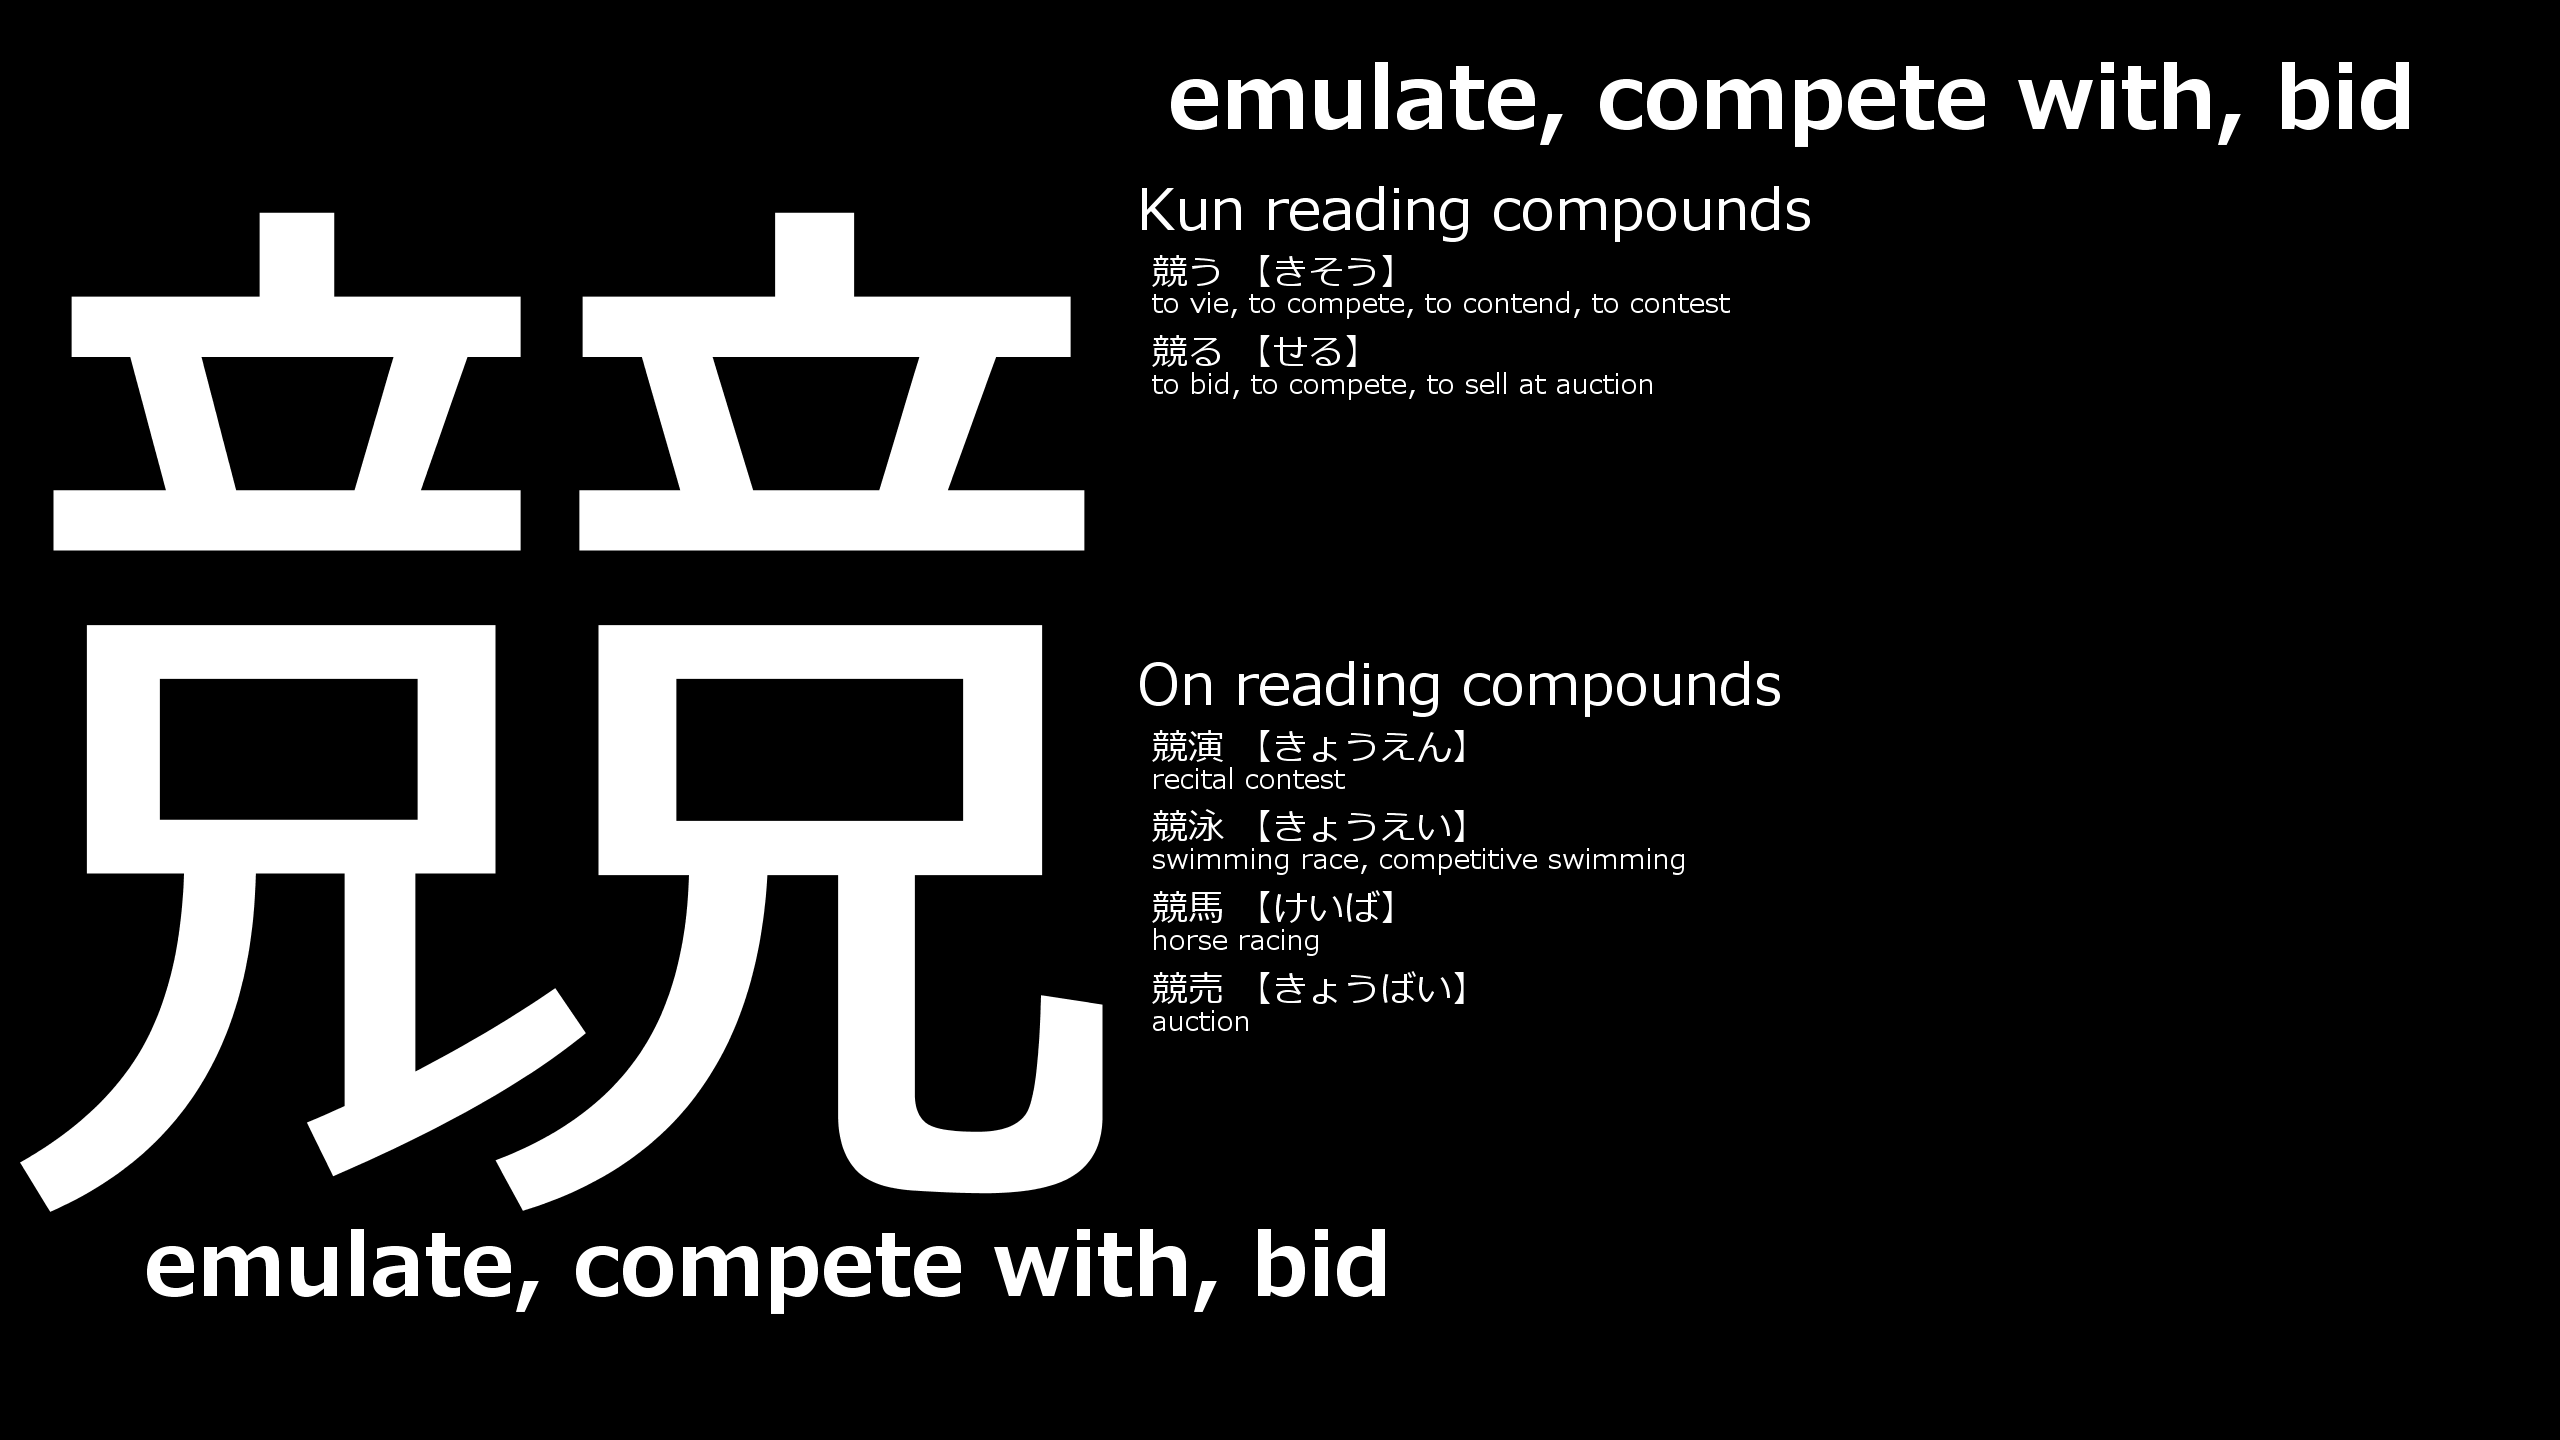 競
emulate, compete with, bid
emulate, compete with, bid
Kun reading compounds
競う 【きそう】
to vie, to compete, to contend, to contest
競る 【せる】
to bid, to compete, to sell at auction
On reading compounds
競演 【きょうえん】
recital contest
競泳 【きょうえい】
swimming race, competitive swimming
競馬 【けいば】
horse racing
競売 【きょうばい】
auction